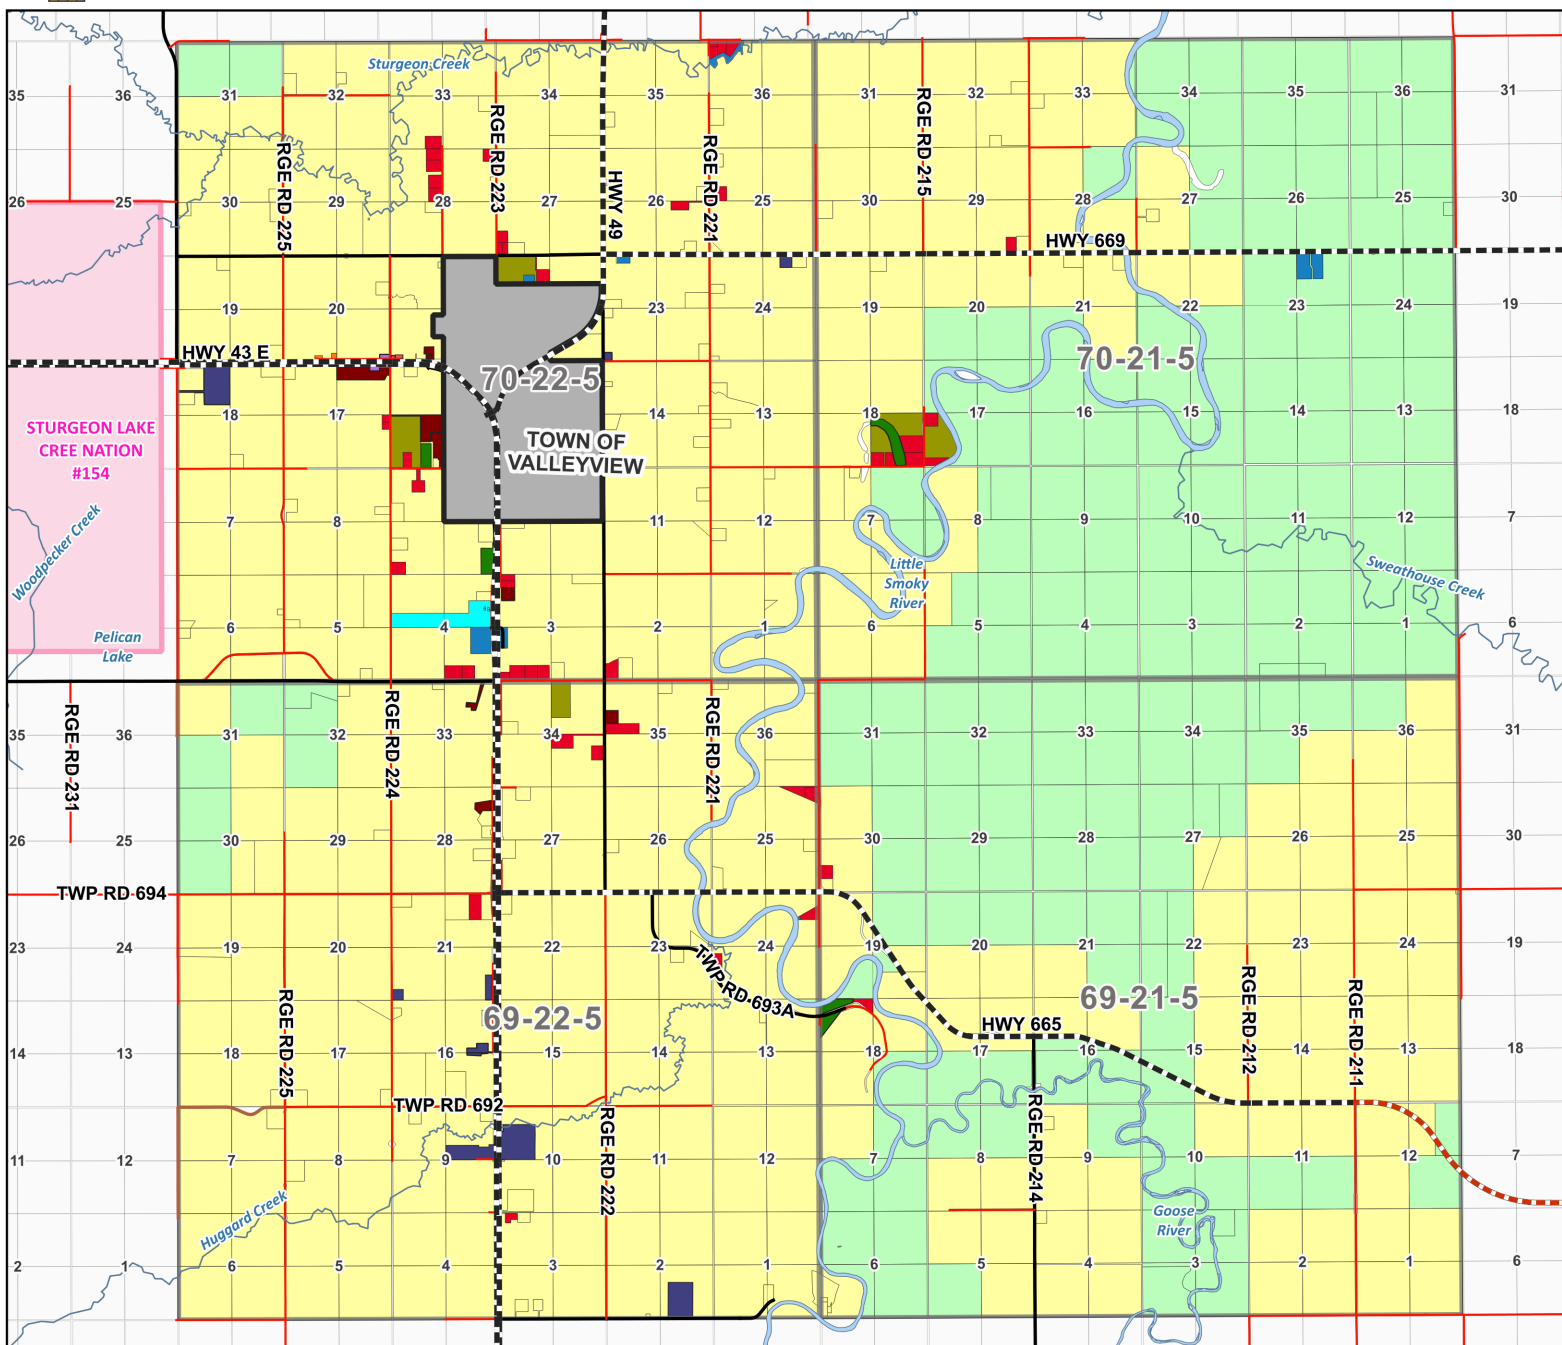 Sturgeon Creek
35 36 31 32 33 34 35 36 31 32 33 34 35 36 31
RGE RD 225
RGE RD 223
HWY 49
RGE RD 221
RGE RD 215
26 25 30 29 28 27 26 25 30 29 28 27 26 25 30
HWY 669
19 20 23 24 19 20 21 22 23 24 19
HWY 43 E
70-22-5
70-21-5
18 17 14 13 18 17 16 15 14 13 18
STURGEON LAKE
CREE NATION
#154
TOWN OF
VALLEYVIEW
7 8 11 12 7 8 9 10 11 12 7
Woodpecker Creek
Little
Smoky
River
Sweathouse Creek
6 5 4 3 2 1 6 5 4 3 2 1 6
Pelican
Lake
RGE RD 231
RGE RD 224
RGE RD 221
35 36 31 32 33 34 35 36 31 32 33 34 35 36 31
26 25 30 29 28 27 26 25 30 29 28 27 26 25 30
TWP RD 694
23 24 19 20 21 22 23 24 19 20 21 22 23 24 19
TWP RD 693A
RGE RD 225
69-22-5
69-21-5
RGE RD 212
RGE RD 211
HWY 665
14 13 18 17 16 15 14 13 18 17 16 15 14 13 18
TWP RD 692
RGE RD 222
RGE RD 214
11 12 7 8 9 10 11 12 7 8 9 10 11 12 7
Huggard Creek
Goose
River
2 1 6 5 4 3 2 1 6 5 4 3 2 1 6